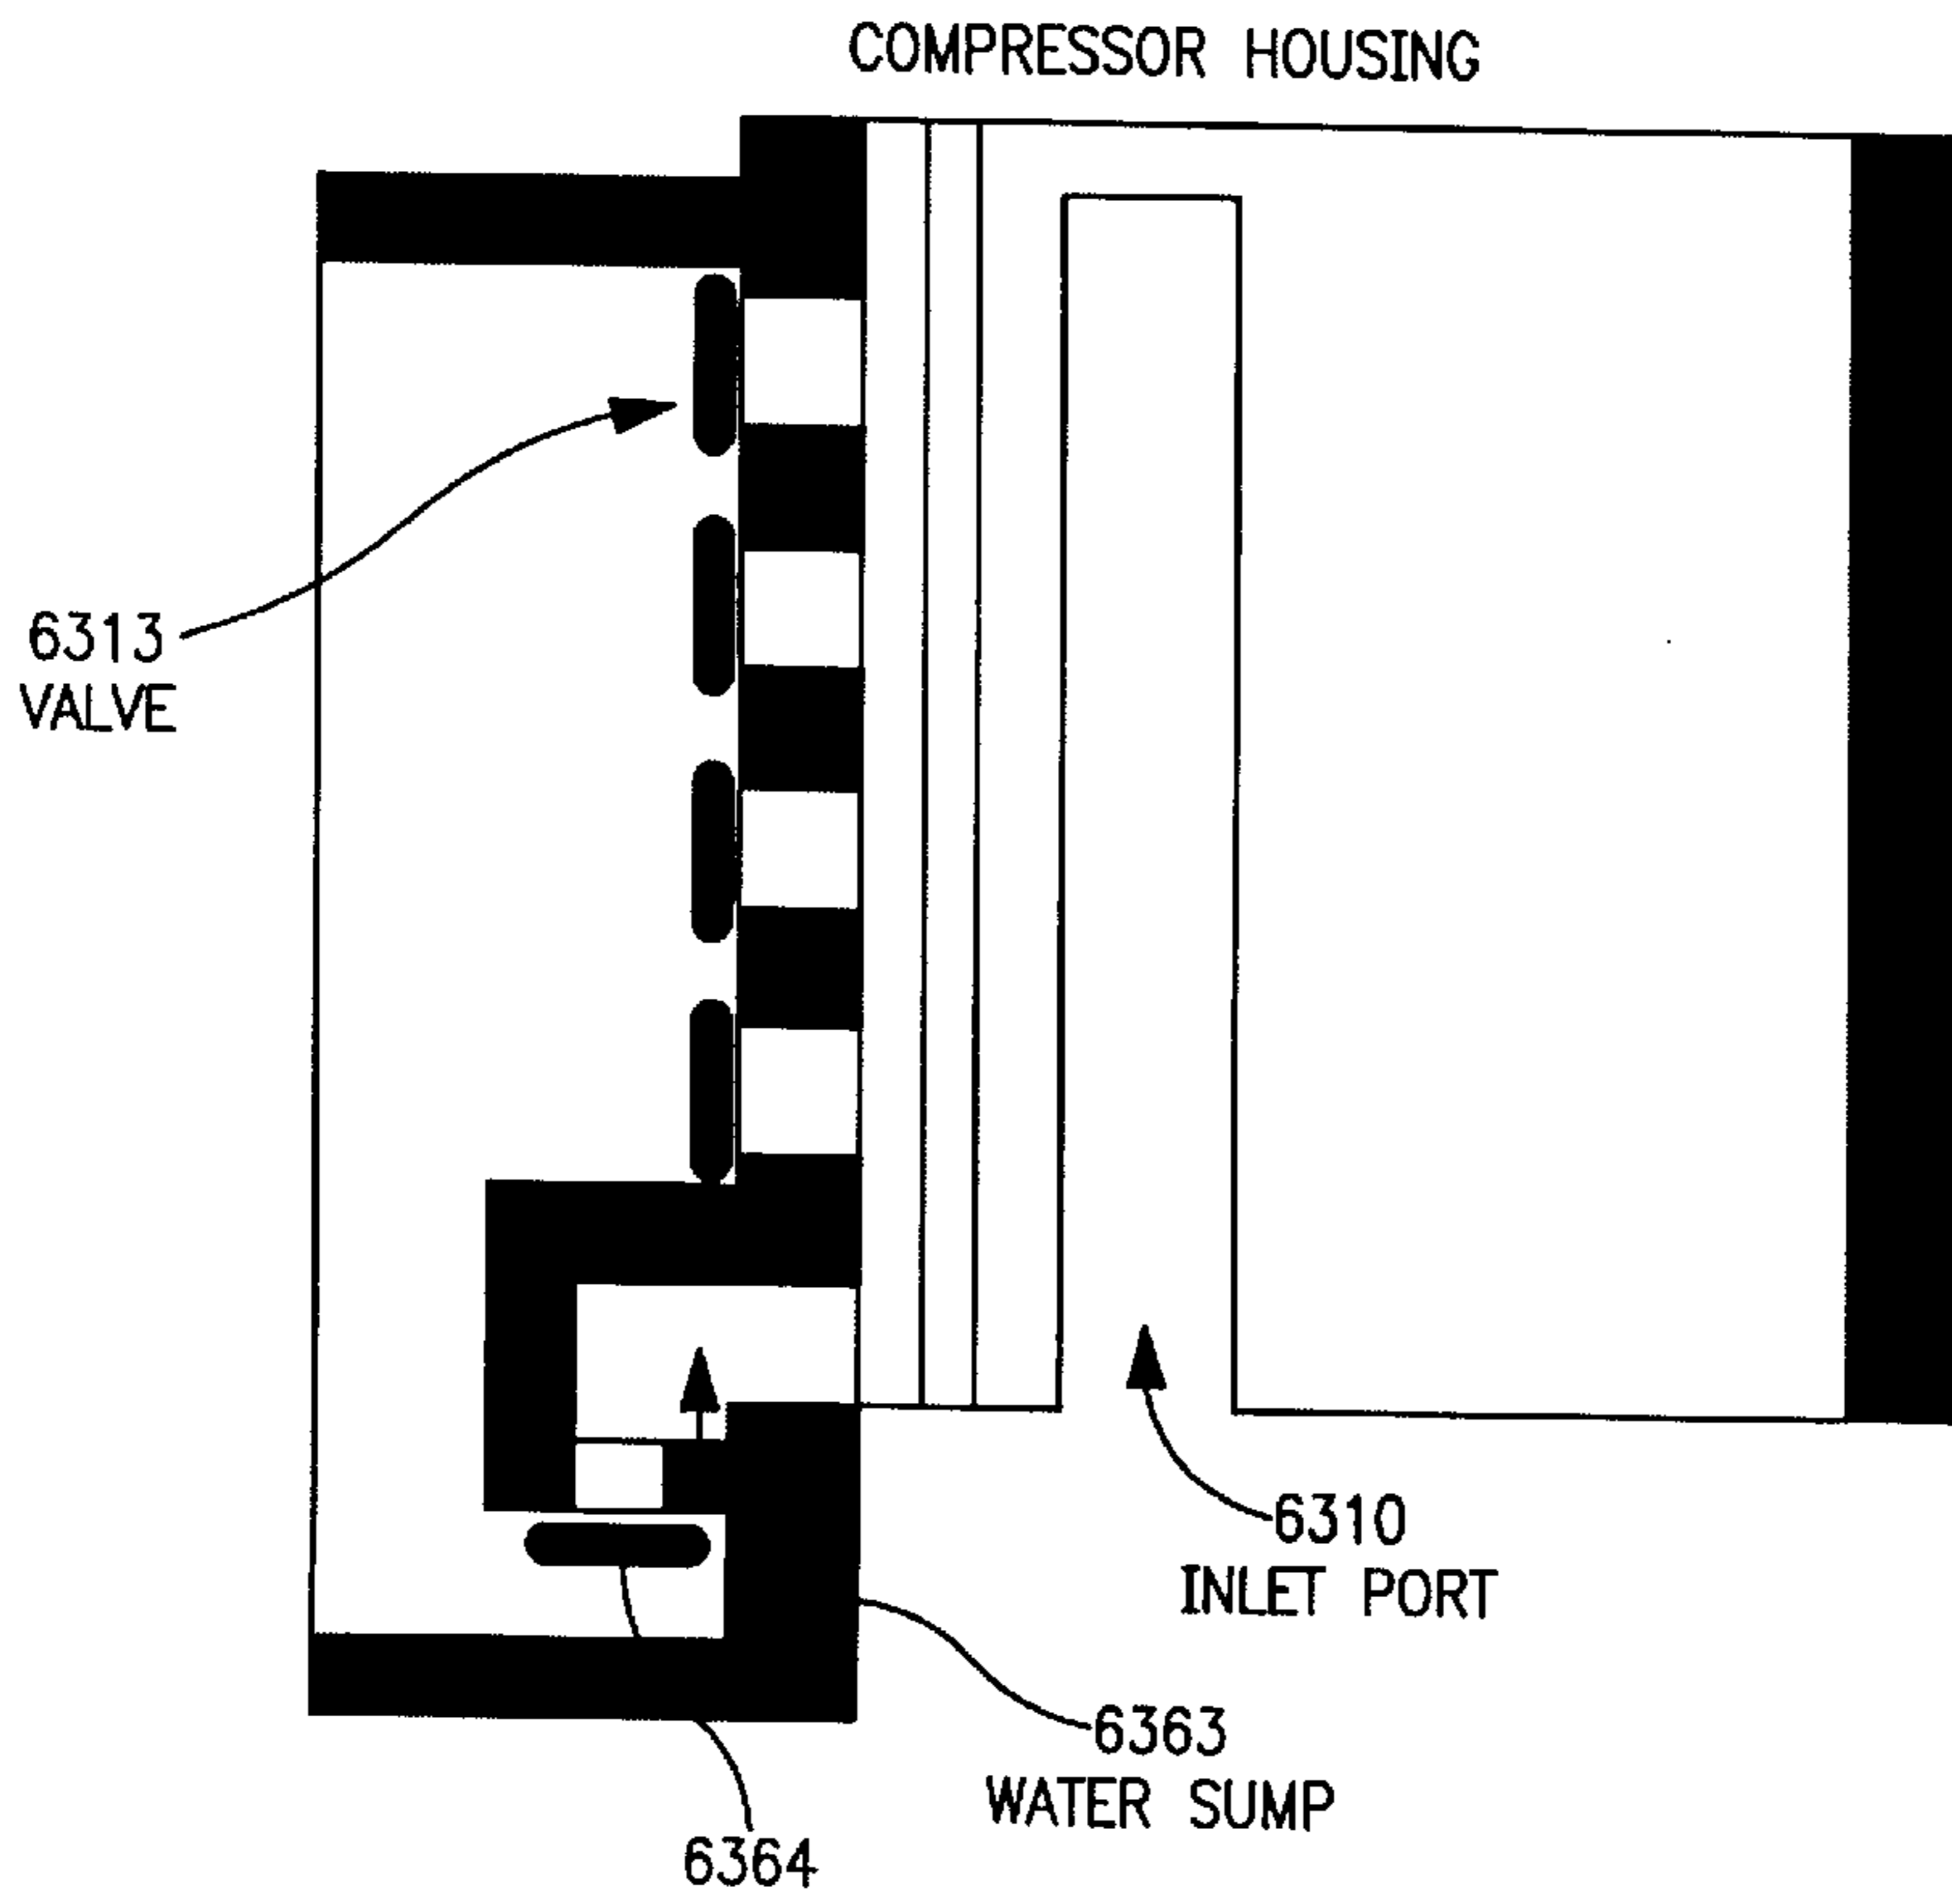 COMPRESSOR HOUSING
6313
VALVE
6310
INLET PORT
6363
WATER SUMP
6364